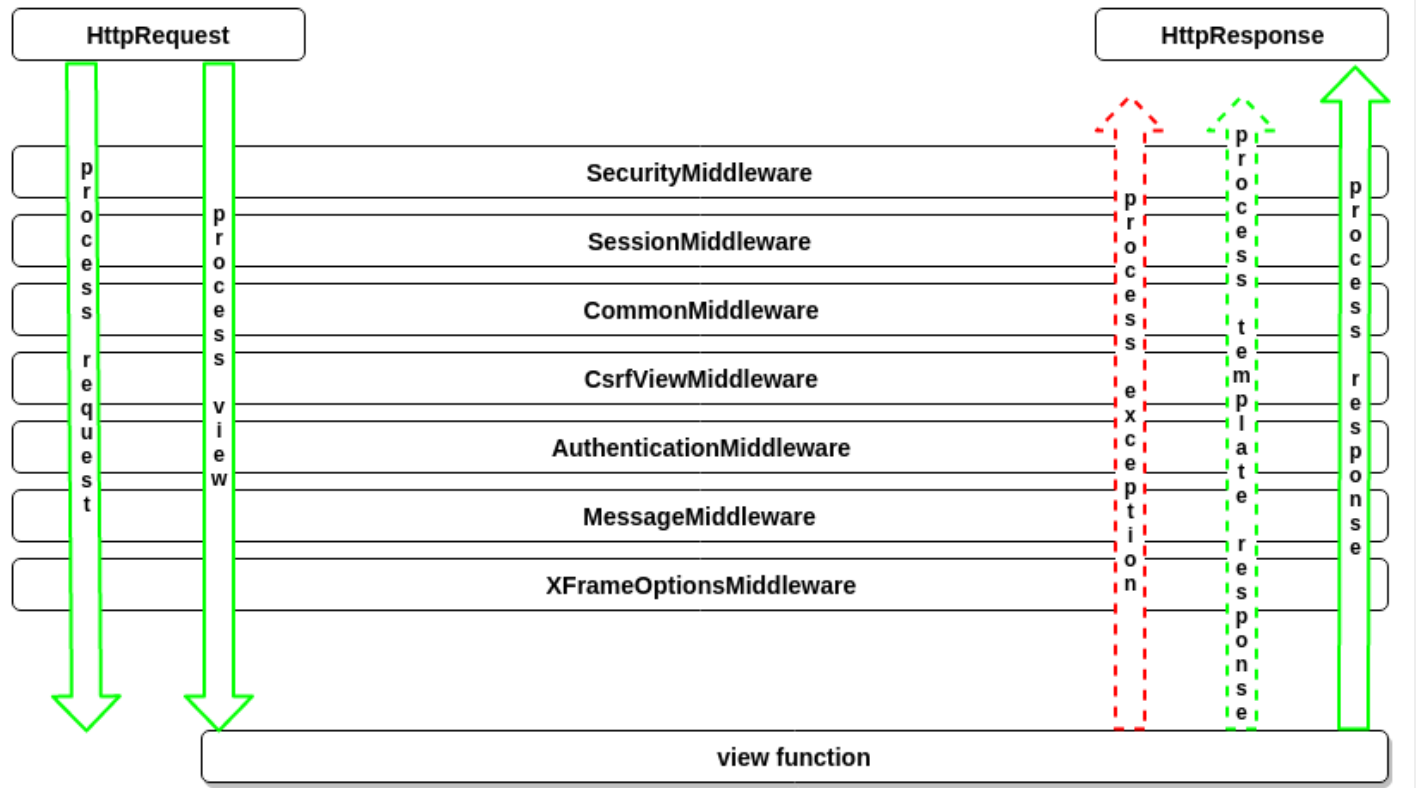 HttpRequest
HttpResponse
process request
process view
SecurityMiddleware
SessionMiddleware
CommonMiddleware
CsrfViewMiddleware
AuthenticationMiddleware
MessageMiddleware
XFrameOptionsMiddleware
process exception
process template response
process response
view function